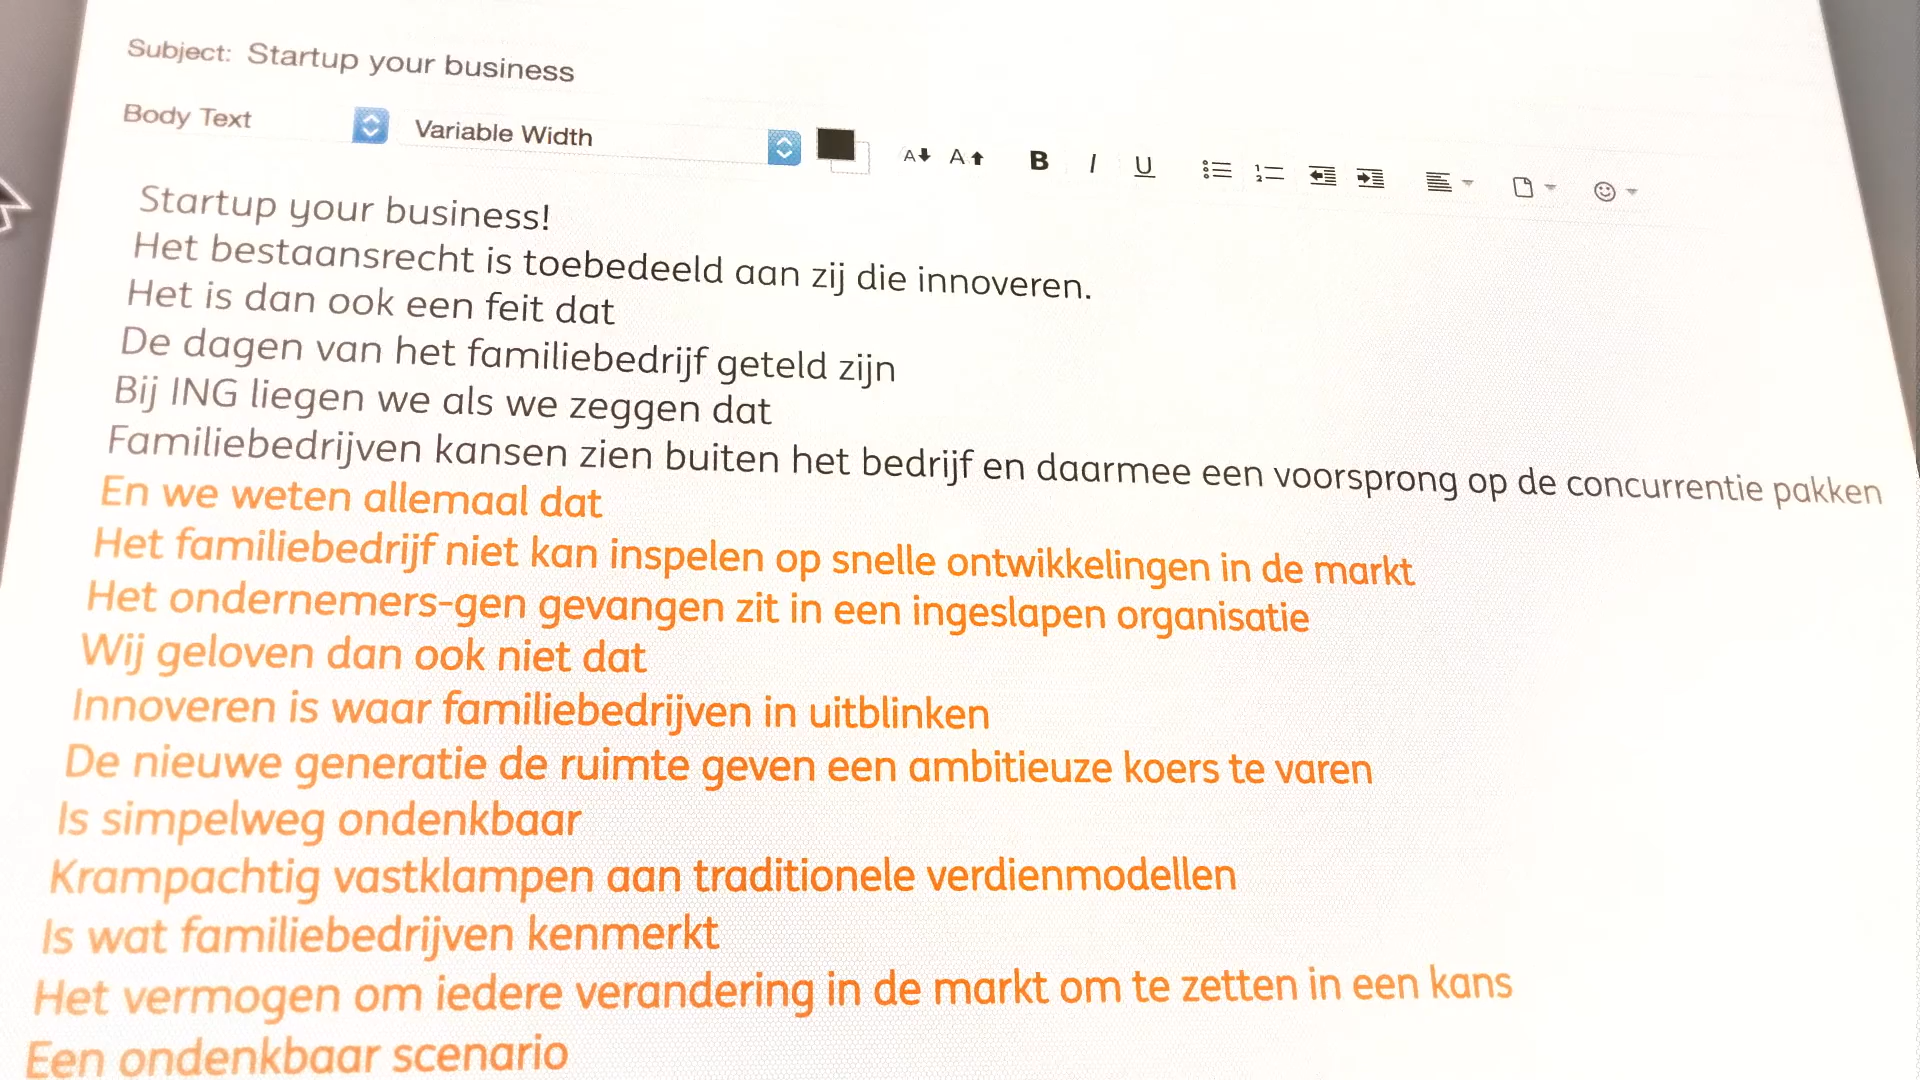 Subject: Startup your business
Body Text Variable Width
A A B I U
Startup your business!
Het bestaansrecht is toebedeeld aan zij die innoveren.
Het is dan ook een feit dat
De dagen van het familiebedrijf geteld zijn
Bij ING liegen we als we zeggen dat
Familiebedrijven kansen zien buiten het bedrijf en daarmee een voorsprong op de concurrentie pakken
En we weten allemaal dat
Het familiebedrijf niet kan inspelen op snelle ontwikkelingen in de markt
Het ondernemers-gen gevangen zit in een ingeslapen organisatie
Wij geloven dan ook niet dat
Innoveren is waar familiebedrijven in uitblinken
De nieuwe generatie de ruimte geven een ambitieuze koers te varen
Is simpelweg ondenkbaar
Krampachtig vastklampen aan traditionele verdienmodellen
Is wat familiebedrijven kenmerkt
Het vermogen om iedere verandering in de markt om te zetten in een kans
Een ondenkbaar scenario